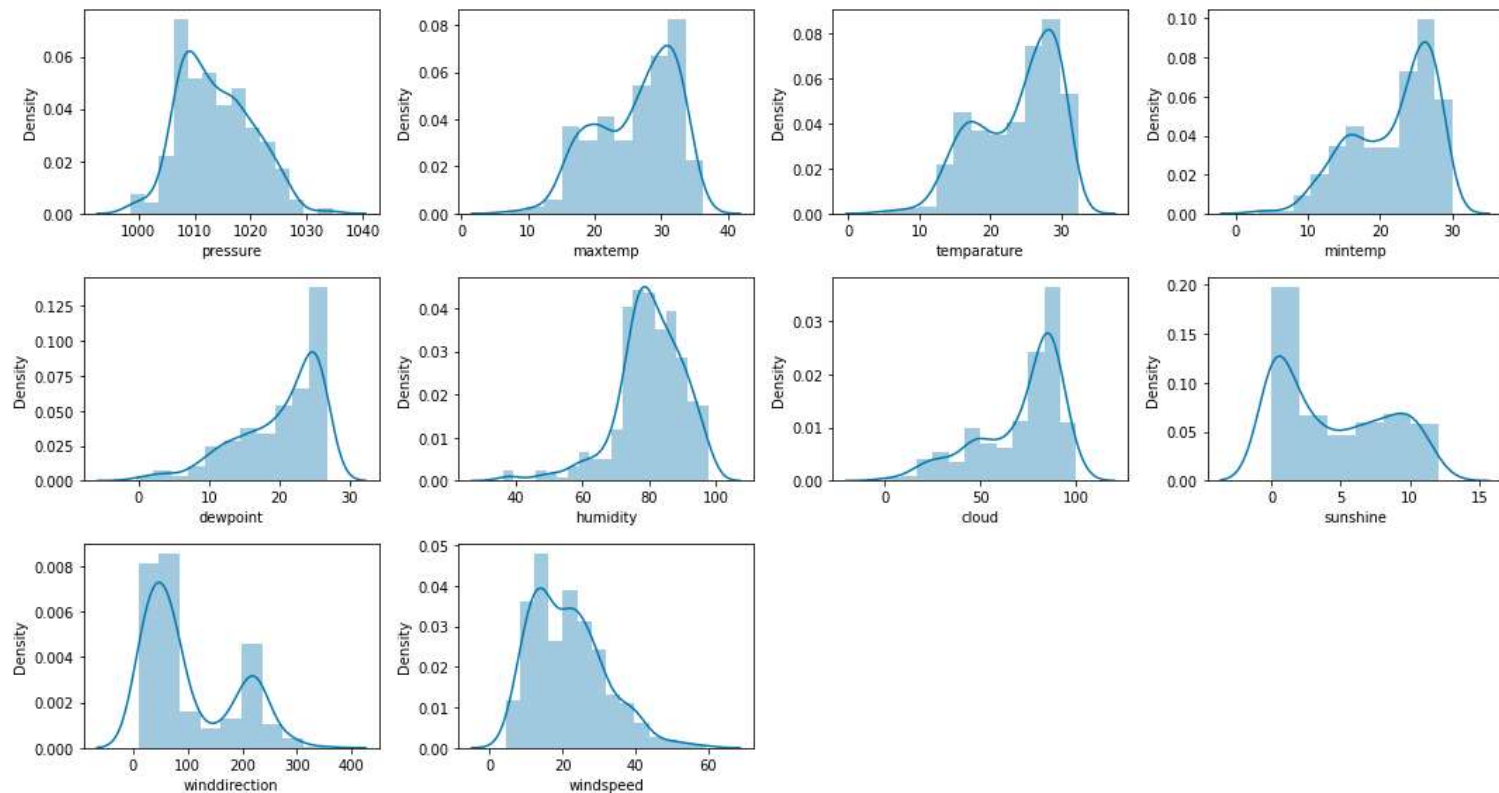 Density
0.06
0.04
0.02
0.00
1000 1010 1020 1030 1040
pressure
Density
0.08
0.06
0.04
0.02
0.00
0 10 20 30 40
maxtemp
Density
0.08
0.06
0.04
0.02
0.00
0 10 20 30
temparature
Density
0.10
0.08
0.06
0.04
0.02
0.00
0 10 20 30
mintemp
Density
0.125
0.100
0.075
0.050
0.025
0.000
0 10 20 30
dewpoint
Density
0.04
0.03
0.02
0.01
0.00
40 60 80 100
humidity
Density
0.03
0.02
0.01
0.00
0 50 100
cloud
Density
0.20
0.15
0.10
0.05
0.00
0 5 10 15
sunshine
Density
0.008
0.006
0.004
0.002
0.000
0 100 200 300 400
winddirection
Density
0.05
0.04
0.03
0.02
0.01
0.00
0 20 40 60
windspeed